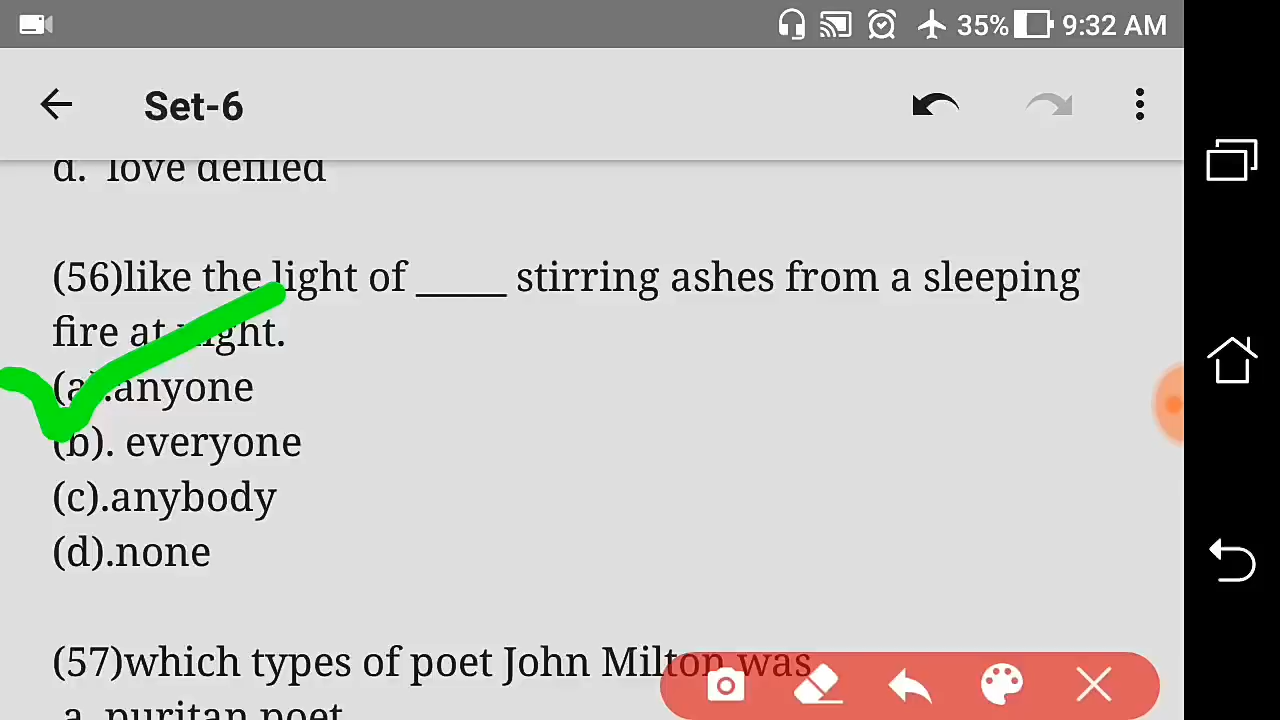 35% 9:32 AM
Set-6
d. love defiled
(56)like the light of _____ stirring ashes from a sleeping
fire at night.
(a).anyone
(b). everyone
(c).anybody
(d).none
(57)which types of poet John Milton was
a. puritan poet